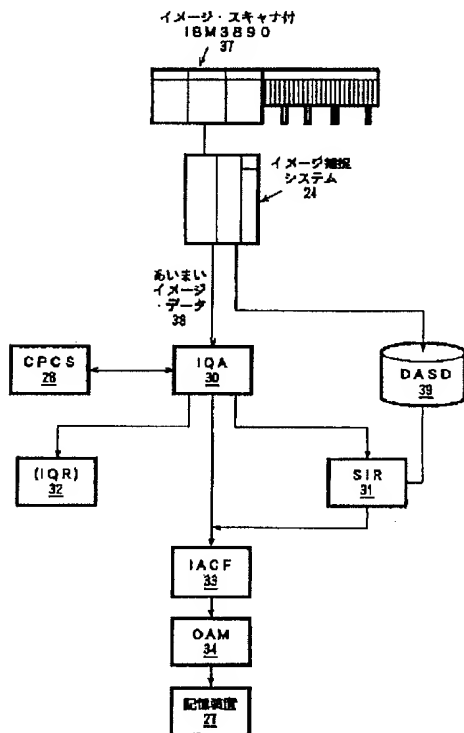 イメージ・スキャナ付
IBM3890
37
イメージ捕捉
システム
24
あいまい
イメージ
・データ
38
CPCS
28
IQA
30
DASD
39
(IQR)
32
SIR
31
IACF
33
OAM
34
記憶装置
27